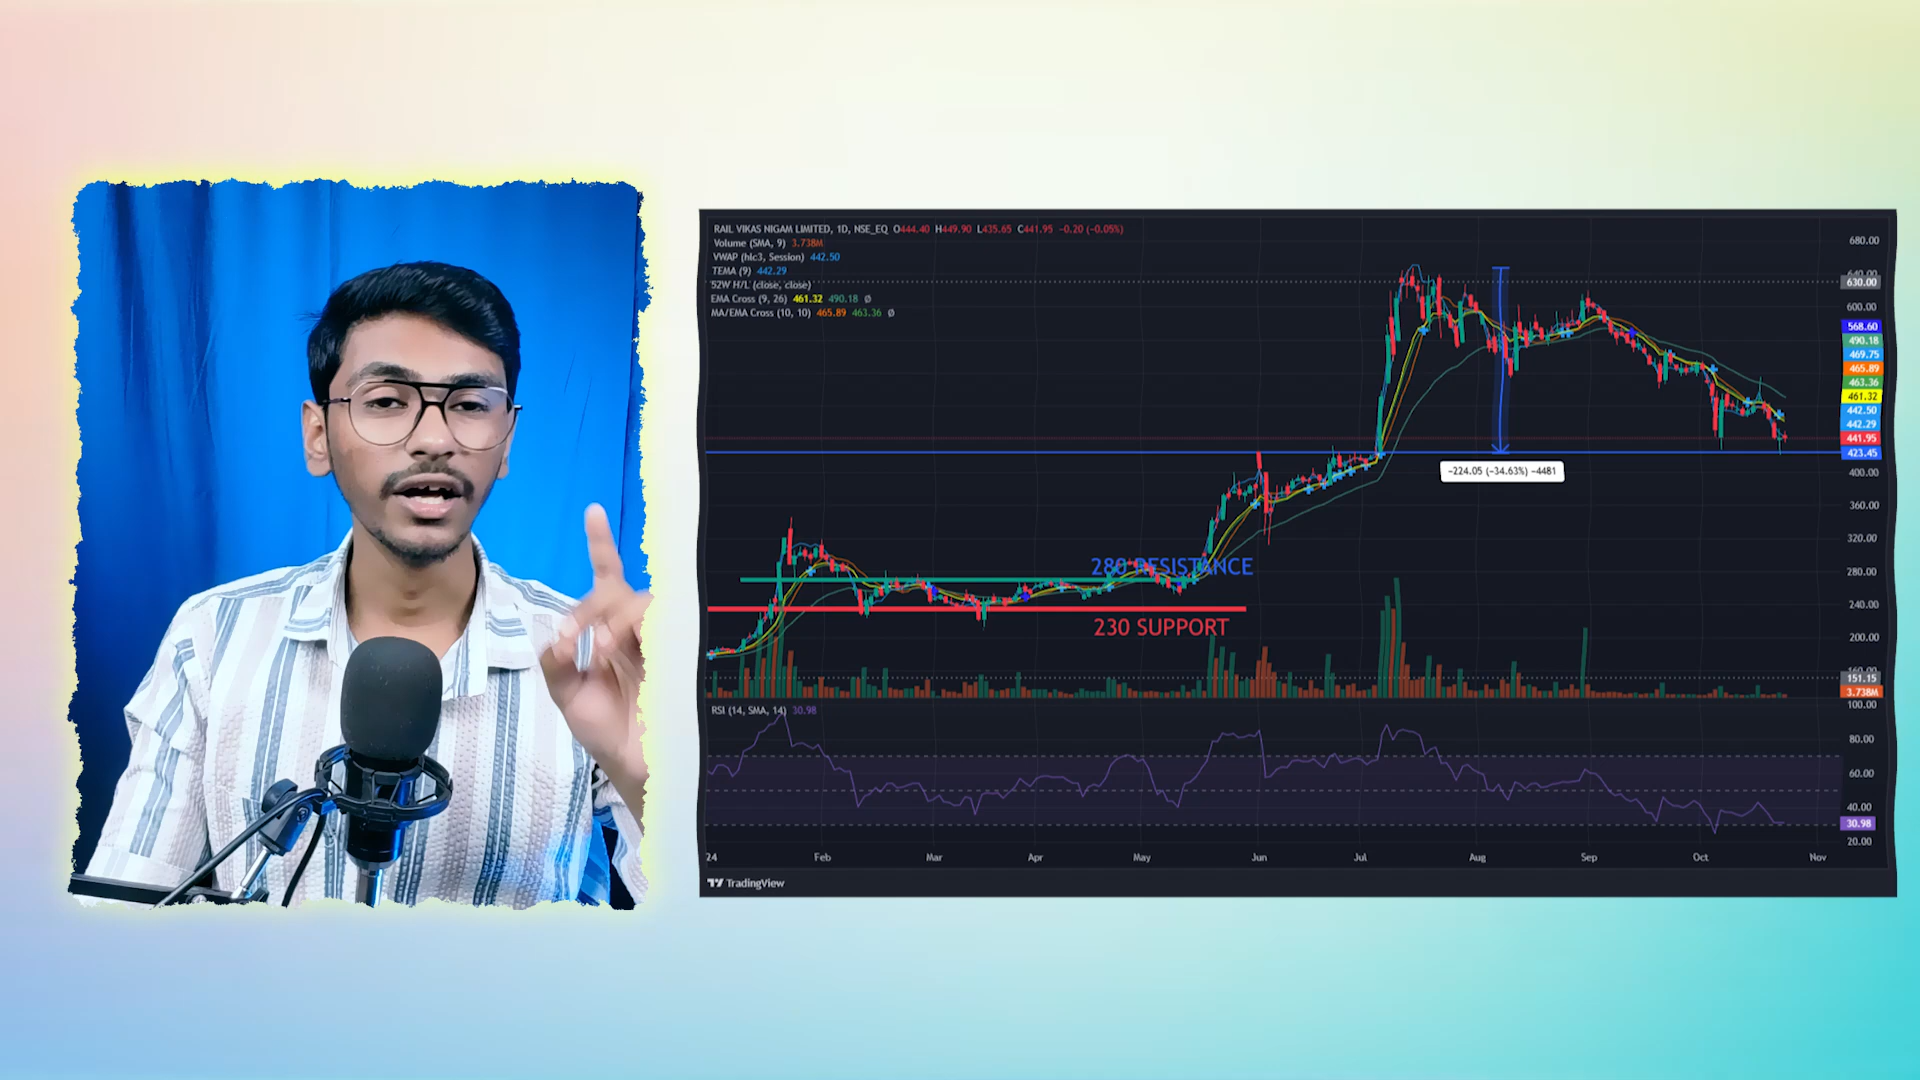 RAIL VIKAS NIGAM LIMITED, 1D, NSE_EQ O444.40 H449.90 L435.65 C441.95 −0.20 (−0.05%)
Volume (SMA, 9) 3.738M
VWAP (hlc3, Session) 442.50
TEMA (9) 442.29
52W H/L (close, close)
EMA Cross (9, 26) 461.32 490.18 Ø
MA/EMA Cross (10, 10) 465.89 463.36 Ø
680.00
640.00
630.00
600.00
568.60
490.18
469.75
465.89
463.36
461.32
442.50
442.29
441.95
423.45
400.00
−224.05 (−34.63%) −4481
360.00
320.00
280.00
280 RESISTANCE
240.00
230 SUPPORT
200.00
160.00
151.15
3.738M
RSI (14, SMA, 14) 30.98
100.00
80.00
60.00
40.00
30.98
20.00
24 Feb Mar Apr May Jun Jul Aug Sep Oct Nov
TradingView